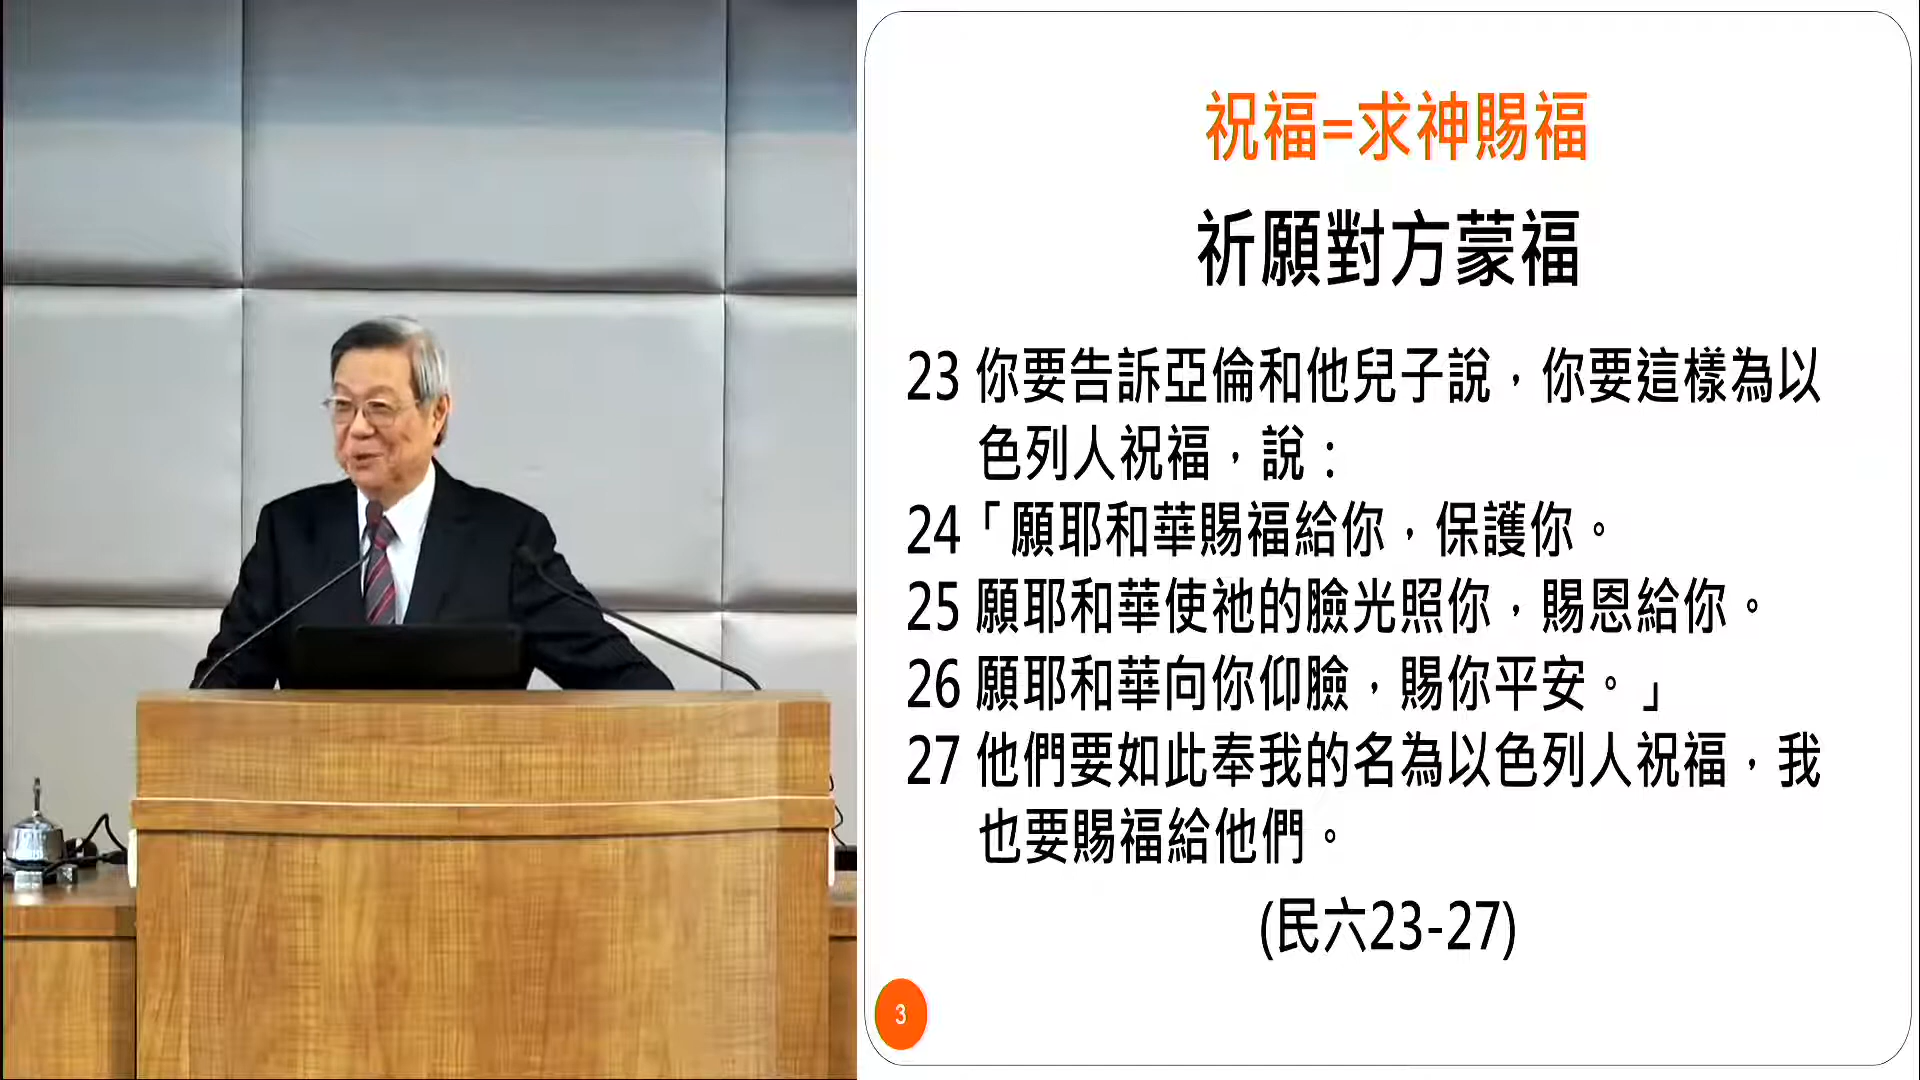 祝福=求神賜福
祈願對方蒙福
23 你要告訴亞倫和他兒子說，你要這樣為以
色列人祝福，說：
24「願耶和華賜福給你，保護你。
25 願耶和華使祂的臉光照你，賜恩給你。
26 願耶和華向你仰臉，賜你平安。」
27 他們要如此奉我的名為以色列人祝福，我
也要賜福給他們。
(民六23-27)
3